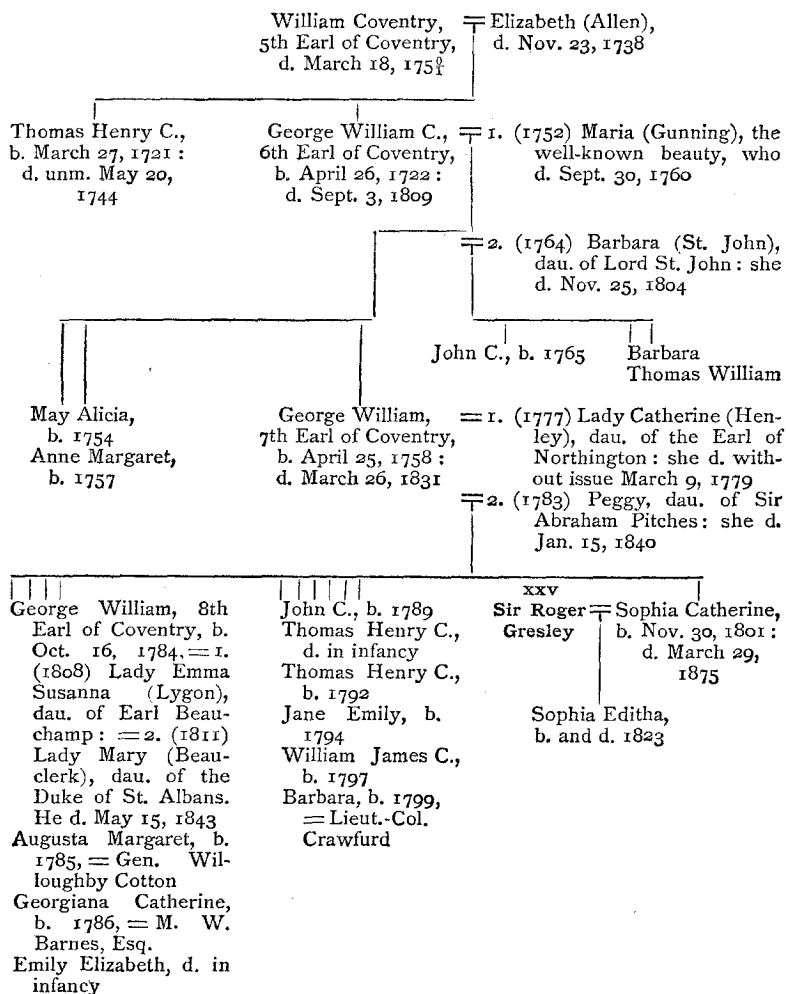 William Coventry,
5th Earl of Coventry,
d. March 18, 175⁰⁄₁
Elizabeth (Allen),
d. Nov. 23, 1738
Thomas Henry C.,
b. March 27, 1721 :
d. unm. May 20,
1744
George William C.,
6th Earl of Coventry,
b. April 26, 1722 :
d. Sept. 3, 1809
1. (1752) Maria (Gunning), the
well-known beauty, who
d. Sept. 30, 1760
2. (1764) Barbara (St. John),
dau. of Lord St. John : she
d. Nov. 25, 1804
John C., b. 1765
Barbara
Thomas William
May Alicia,
b. 1754
Anne Margaret,
b. 1757
George William,
7th Earl of Coventry,
b. April 25, 1758 :
d. March 26, 1831
= 1. (1777) Lady Catherine (Hen-
ley), dau. of the Earl of
Northington : she d. with-
out issue March 9, 1779
2. (1783) Peggy, dau. of Sir
Abraham Pitches : she d.
Jan. 15, 1840
George William, 8th
Earl of Coventry, b.
Oct. 16, 1784, = 1.
(1808) Lady Emma
Susanna (Lygon),
dau. of Earl Beau-
champ : = 2. (1811)
Lady Mary (Beau-
clerk), dau. of the
Duke of St. Albans.
He d. May 15, 1843
Augusta Margaret, b.
1785, = Gen. Wil-
loughby Cotton
Georgiana Catherine,
b. 1786, = M. W.
Barnes, Esq.
Emily Elizabeth, d. in
infancy
John C., b. 1789
Thomas Henry C.,
d. in infancy
Thomas Henry C.,
b. 1792
Jane Emily, b.
1794
William James C.,
b. 1797
Barbara, b. 1799,
= Lieut.-Col.
Crawfurd
xxv
Sir Roger
Gresley
Sophia Catherine,
b. Nov. 30, 1801 :
d. March 29,
1875
Sophia Editha,
b. and d. 1823